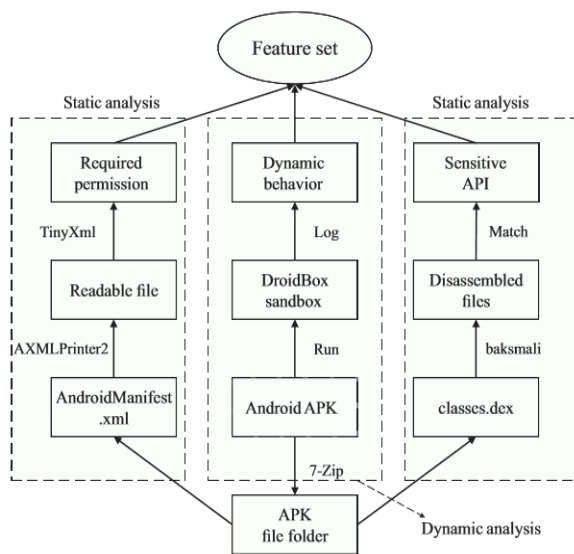 Feature set
Static analysis
Static analysis
Required
permission
Dynamic
behavior
Sensitive
API
TinyXml
Log
Match
Readable file
DroidBox
sandbox
Disassembled
files
AXMLPrinter2
Run
baksmali
AndroidManifest
.xml
Android APK
classes.dex
7-Zip
APK
file folder
Dynamic analysis